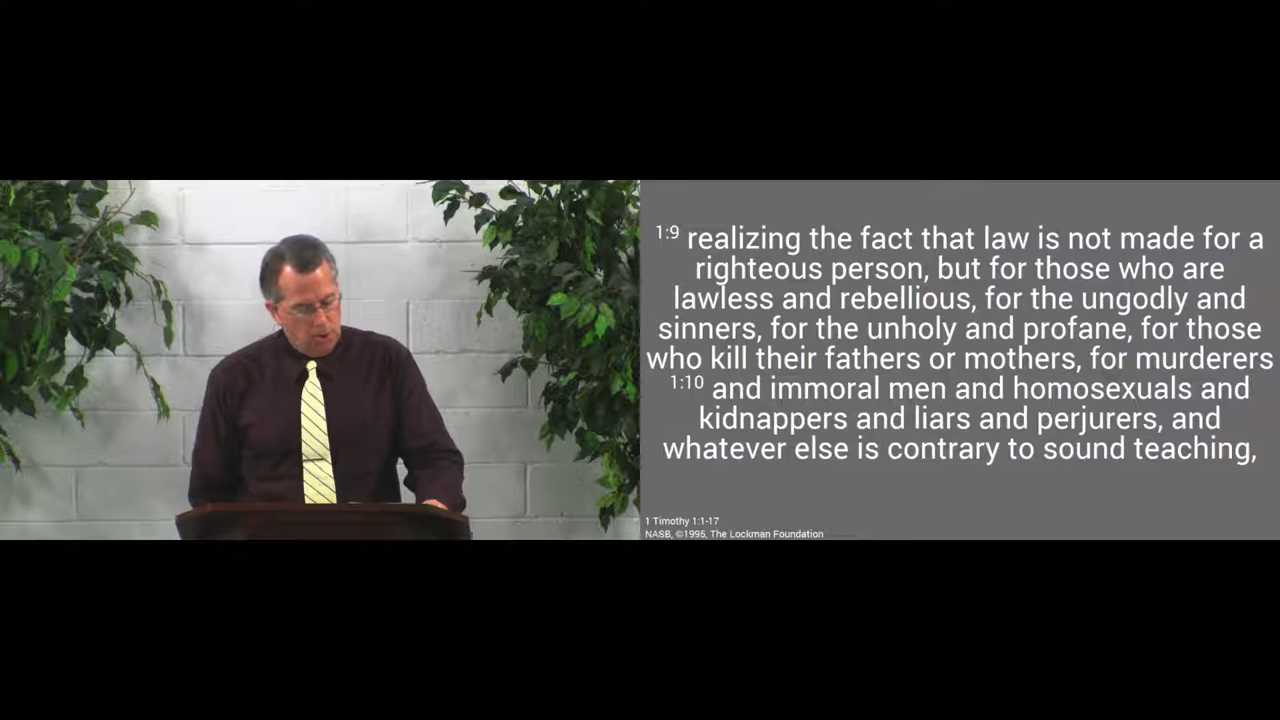 1:9 realizing the fact that law is not made for a
righteous person, but for those who are
lawless and rebellious, for the ungodly and
sinners, for the unholy and profane, for those
who kill their fathers or mothers, for murderers
1:10 and immoral men and homosexuals and
kidnappers and liars and perjurers, and
whatever else is contrary to sound teaching,
1 Timothy 1:1-17
NASB, ©1995, The Lockman Foundation